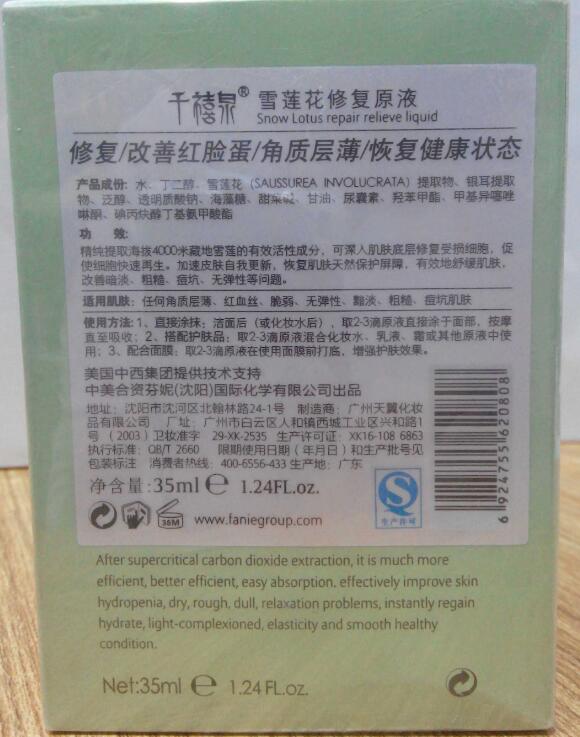 千禧泉® 雪莲花修复原液
Snow Lotus repair relieve liquid
修复/改善红脸蛋/角质层薄/恢复健康状态
产品成份: 水、丁二醇、雪莲花（SAUSSUREA INVOLUCRATA）提取物、银耳提取
物、泛醇、透明质酸钠、海藻糖、甜菜碱、甘油、尿囊素、羟苯甲酯、甲基异噻唑
啉酮、碘丙炔醇丁基氨甲酸酯
功 效:
精纯提取海拔4000米藏地雪莲的有效活性成分，可深入肌肤底层修复受损细胞，促
使细胞快速再生。加速皮肤自我更新，恢复肌肤天然保护屏障，有效地舒缓肌肤，
改善暗淡、粗糙、痘坑、无弹性等问题。
适用肌肤: 任何角质层薄、红血丝、脆弱、无弹性、黯淡、粗糙、痘坑肌肤
使用方法: 1、直接涂抹: 洁面后（或化妆水后），取2-3滴原液直接涂于面部，按摩
直至吸收；2、搭配护肤品: 取2-3滴原液混合化妆水、乳液、霜或其他原液中使
用；3、配合面膜: 取2-3滴原液在使用面膜前打底，增强护肤效果。
美国中西集团提供技术支持
中美合资芬妮(沈阳)国际化学有限公司出品
地址: 沈阳市沈河区北翰林路24-1号 制造商: 广州天翼化妆
品有限公司 厂址: 广州市白云区人和镇西城工业区兴和路1
号（2003）卫妆准字 29-XK-2535 生产许可证: XK16-108 6863
执行标准: QB/T 2660 限期使用日期（年月日）和生产批号见
包装标注 消费者热线: 400-6556-433 生产地: 广东
净含量: 35ml ℮ 1.24FL.oz.
生产许可
6 924755 620808
36M www.faniegroup.com
After supercritical carbon dioxide extraction, it is much more
efficient, better efficient, easy absorption. effectively improve skin
hydropenia, dry, rough, dull, relaxation problems, instantly regain
hydrate, light-complexioned, elasticity and smooth healthy
condition.
Net:35ml ℮ 1.24 FL.oz.